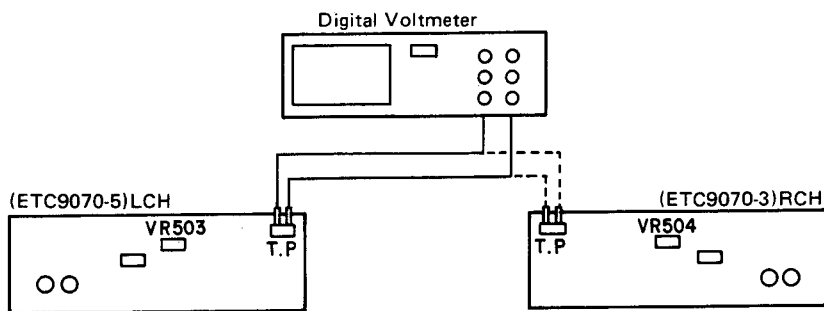 Digital Voltmeter
(ETC9070-5)LCH
(ETC9070-3)RCH
VR503
T.P
VR504
T.P